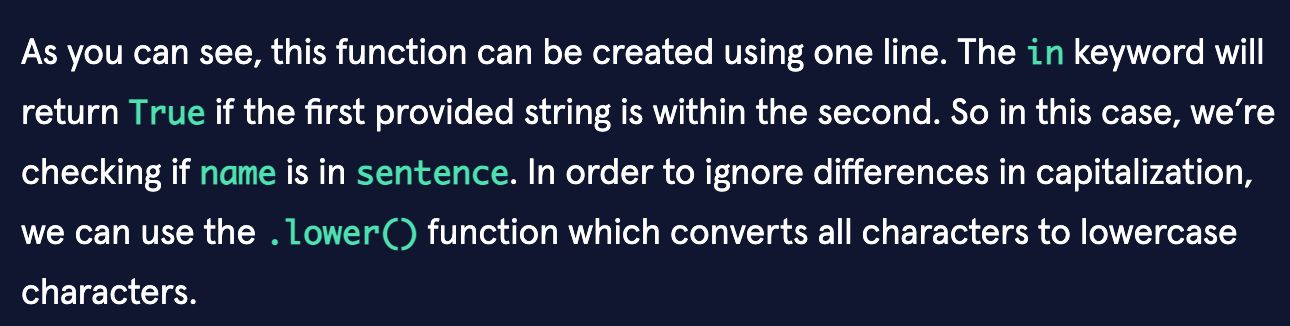 As you can see, this function can be created using one line. The in keyword will
return True if the first provided string is within the second. So in this case, we’re
checking if name is in sentence. In order to ignore differences in capitalization,
we can use the .lower() function which converts all characters to lowercase
characters.